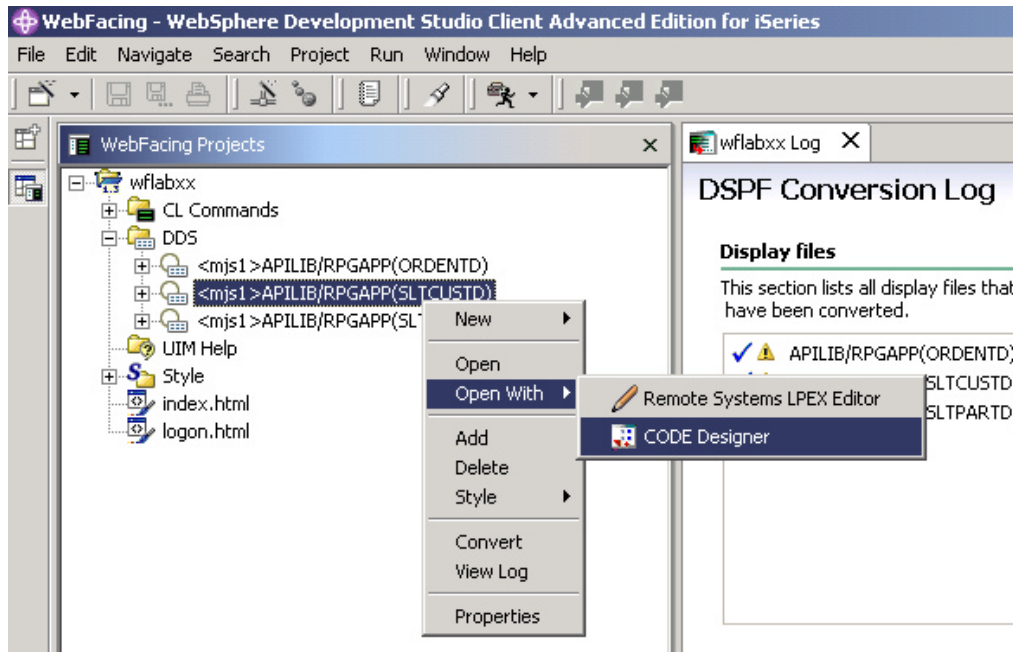 WebFacing - WebSphere Development Studio Client Advanced Edition for iSeries
File Edit Navigate Search Project Run Window Help
WebFacing Projects
wflabxx
CL Commands
DDS
<mjs1>APILIB/RPGAPP(ORDENTD)
<mjs1>APILIB/RPGAPP(SLTCUSTD)
<mjs1>APILIB/RPGAPP(SLT
UIM Help
Style
index.html
logon.html
New
Open
Open With
Add
Delete
Style
Convert
View Log
Properties
Remote Systems LPEX Editor
CODE Designer
wflabxx Log
DSPF Conversion Log
Display files
This section lists all display files that
have been converted.
APILIB/RPGAPP(ORDENTD)
SLTCUSTD
SLTPARTD